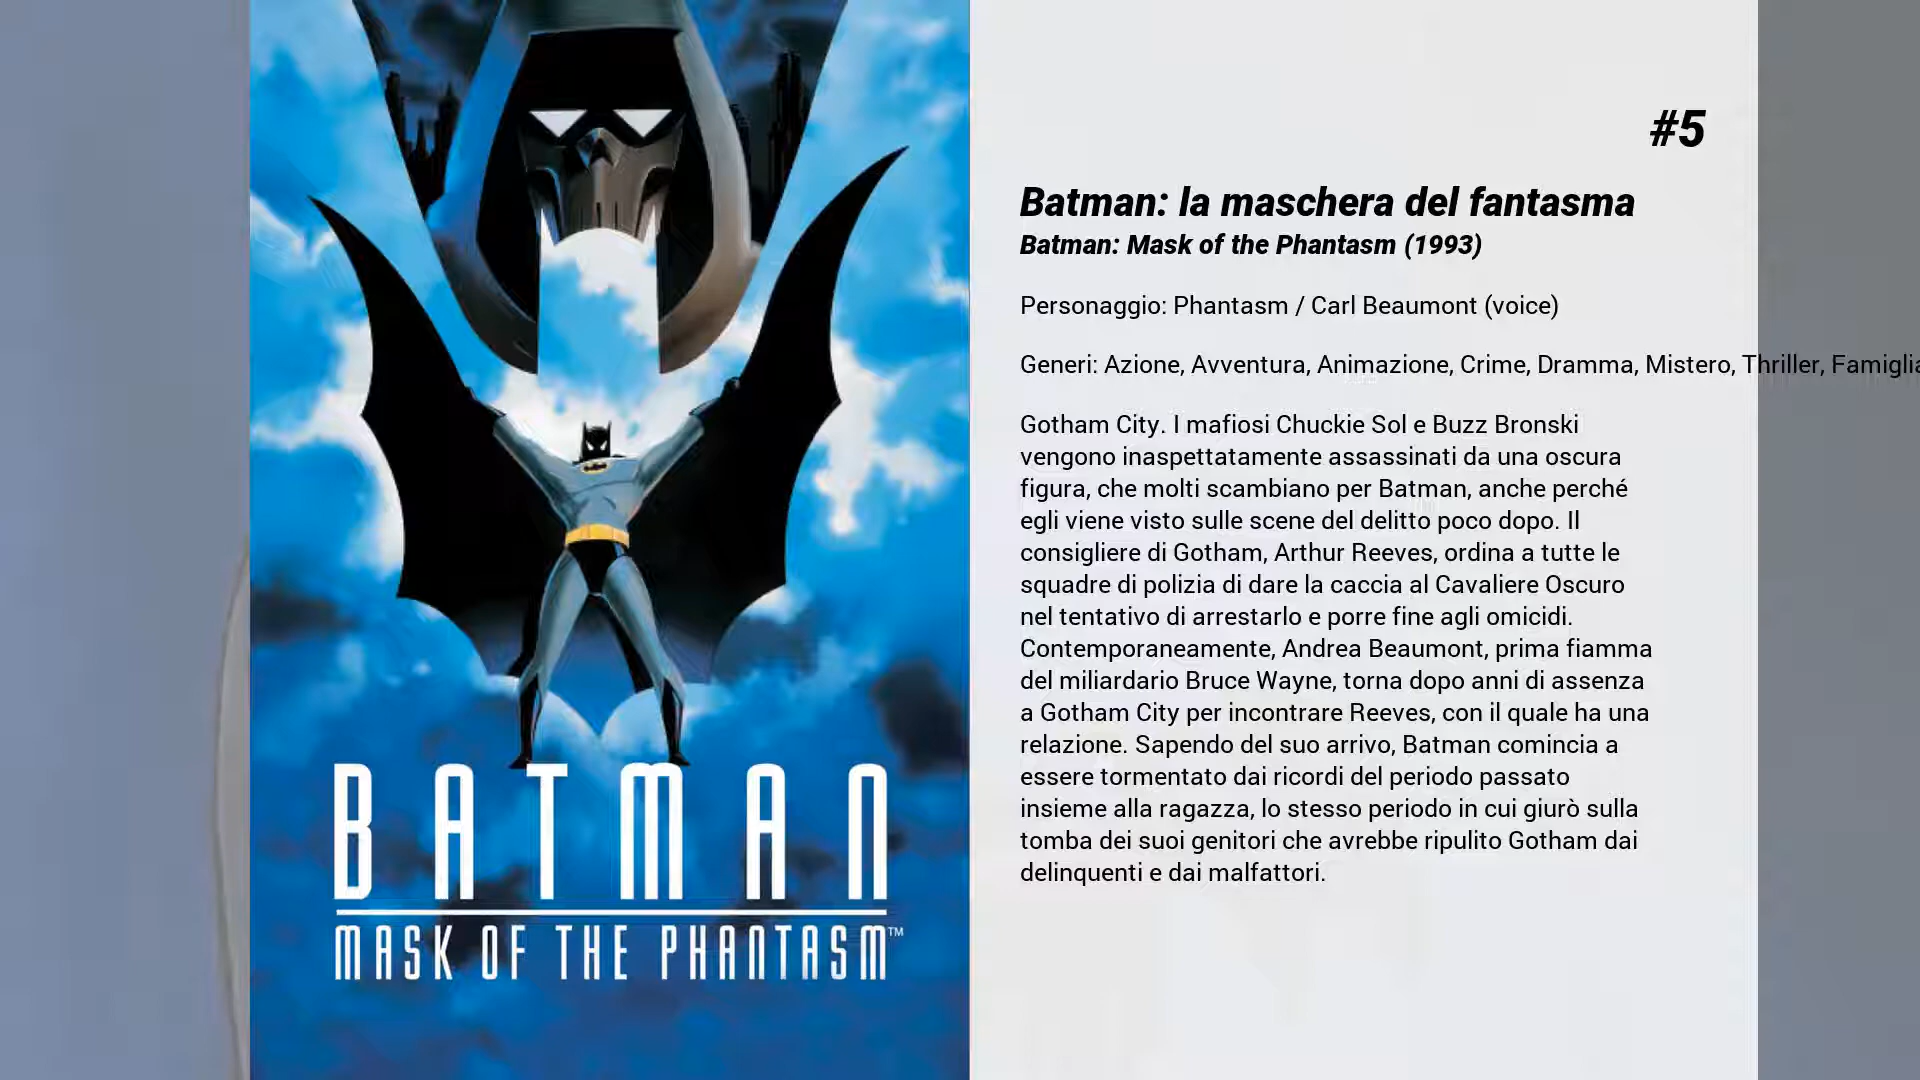 #5
Batman: la maschera del fantasma
Batman: Mask of the Phantasm (1993)
Personaggio: Phantasm / Carl Beaumont (voice)
Generi: Azione, Avventura, Animazione, Crime, Dramma, Mistero, Thriller, Famiglia
Gotham City. I mafiosi Chuckie Sol e Buzz Bronski
vengono inaspettatamente assassinati da una oscura
figura, che molti scambiano per Batman, anche perché
egli viene visto sulle scene del delitto poco dopo. Il
consigliere di Gotham, Arthur Reeves, ordina a tutte le
squadre di polizia di dare la caccia al Cavaliere Oscuro
nel tentativo di arrestarlo e porre fine agli omicidi.
Contemporaneamente, Andrea Beaumont, prima fiamma
del miliardario Bruce Wayne, torna dopo anni di assenza
a Gotham City per incontrare Reeves, con il quale ha una
relazione. Sapendo del suo arrivo, Batman comincia a
essere tormentato dai ricordi del periodo passato
insieme alla ragazza, lo stesso periodo in cui giurò sulla
tomba dei suoi genitori che avrebbe ripulito Gotham dai
delinquenti e dai malfattori.
BATMAN
MASK OF THE PHANTASM™